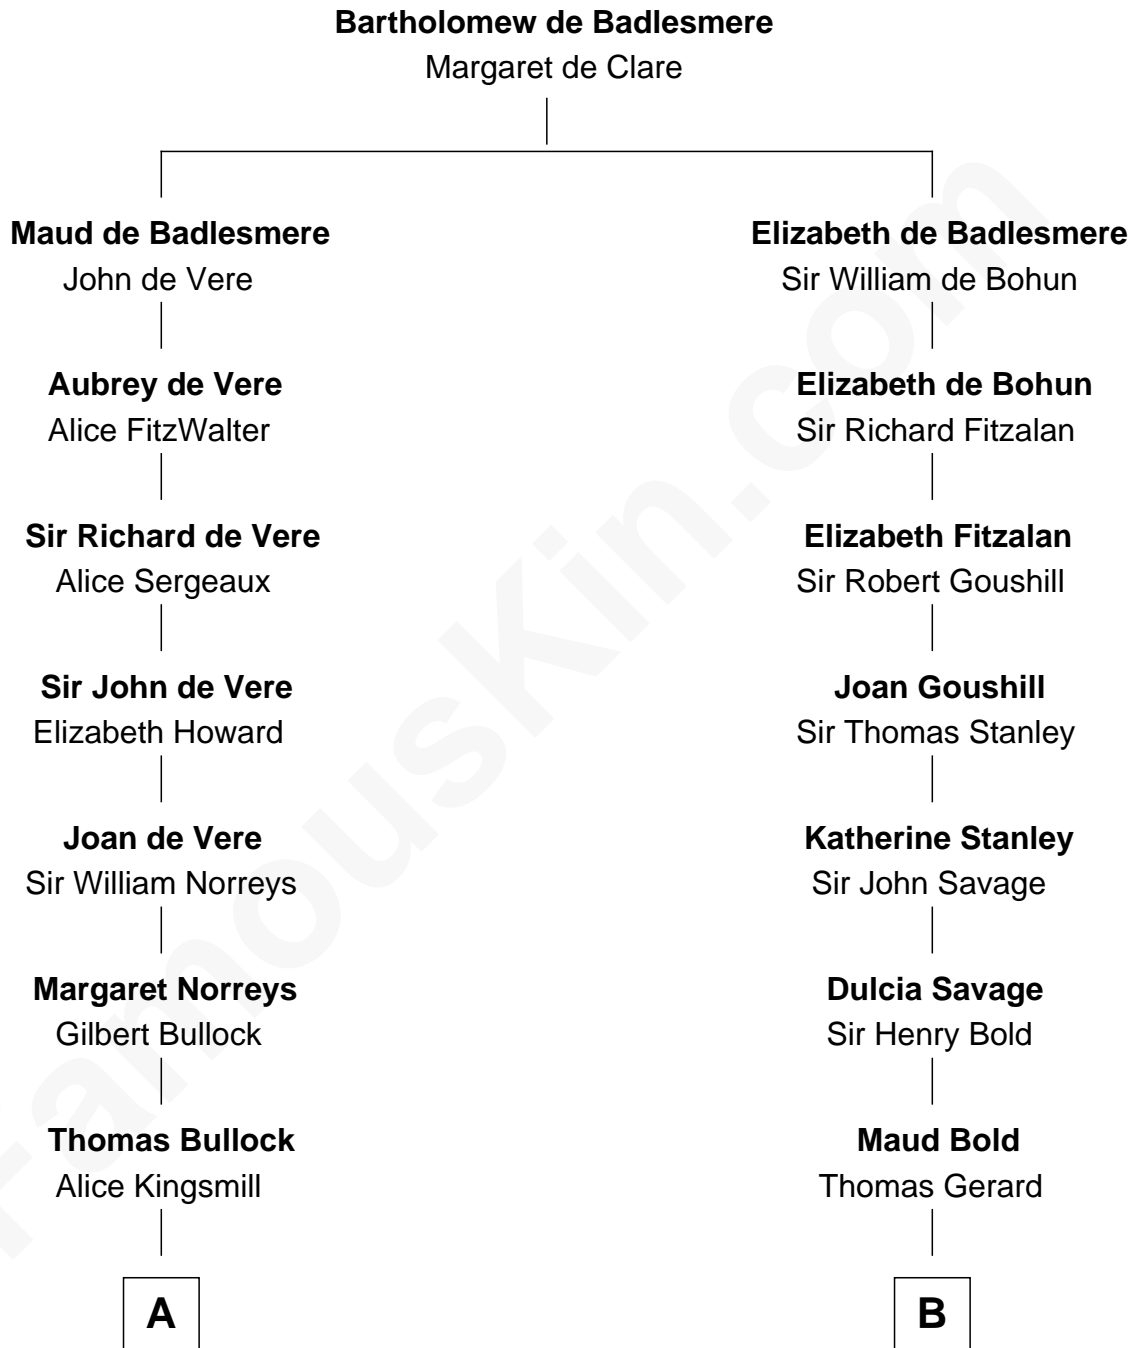 Bartholomew de Badlesmere
Margaret de Clare
Maud de Badlesmere
John de Vere
Elizabeth de Badlesmere
Sir William de Bohun
Aubrey de Vere
Alice FitzWalter
Elizabeth de Bohun
Sir Richard Fitzalan
Sir Richard de Vere
Alice Sergeaux
Elizabeth Fitzalan
Sir Robert Goushill
Sir John de Vere
Elizabeth Howard
Joan Goushill
Sir Thomas Stanley
Joan de Vere
Sir William Norreys
Katherine Stanley
Sir John Savage
Margaret Norreys
Gilbert Bullock
Dulcia Savage
Sir Henry Bold
Thomas Bullock
Alice Kingsmill
Maud Bold
Thomas Gerard
A
B
FamousKin.com